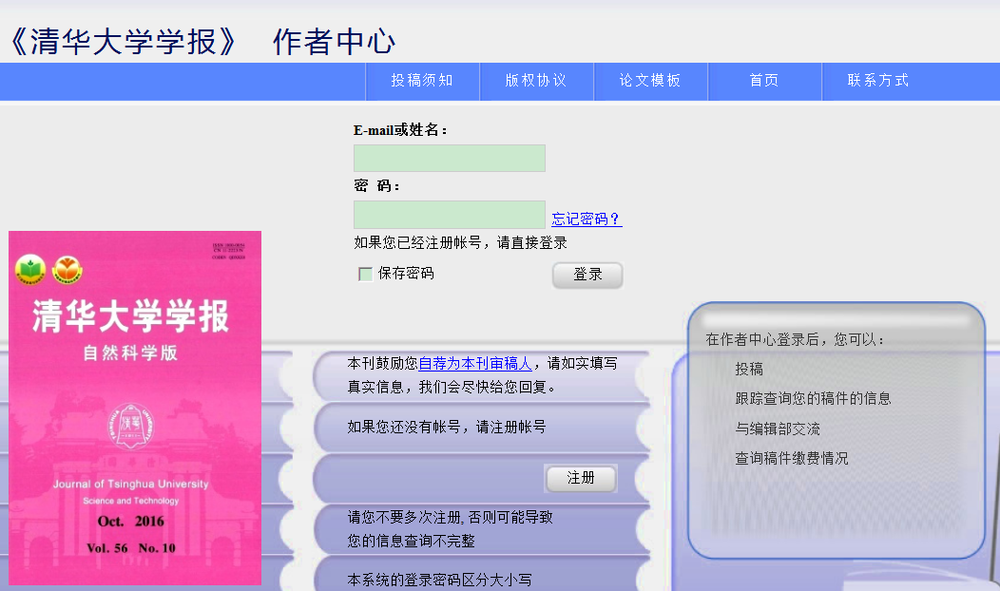 《清华大学学报》 作者中心
投稿须知 版权协议 论文模板 首页 联系方式
E-mail或姓名：
密 码：
忘记密码？
如果您已经注册帐号，请直接登录
保存密码
登录
清华大学学报
自然科学版
Journal of Tsinghua University
Science and Technology
Oct. 2016
Vol. 56 No. 10
本刊鼓励您自荐为本刊审稿人，请如实填写
真实信息，我们会尽快给您回复。
如果您还没有帐号，请注册帐号
注册
请您不要多次注册, 否则可能导致
您的信息查询不完整
本系统的登录密码区分大小写
在作者中心登录后，您可以：
投稿
跟踪查询您的稿件的信息
与编辑部交流
查询稿件缴费情况